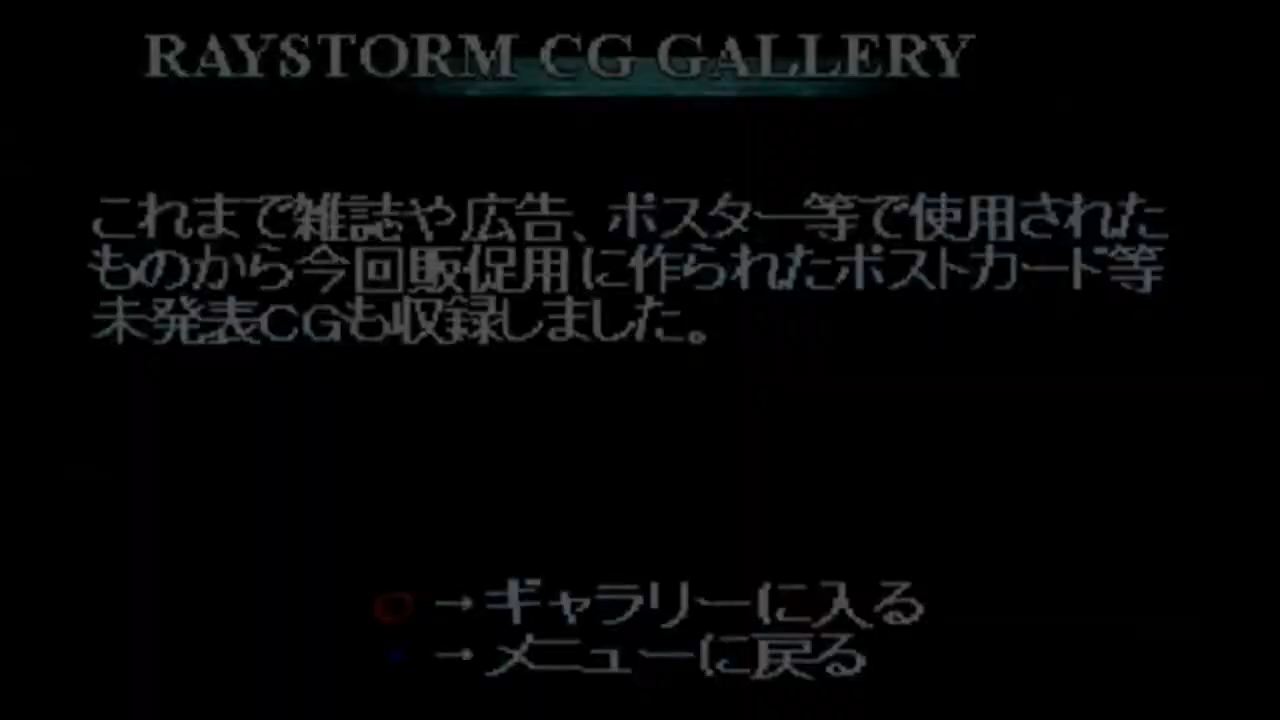 RAYSTORM CG GALLERY
これまで雑誌や広告、ポスター等で使用された
ものから今回販促用に作られたポストカード等
未発表CGも収録しました。
○→ギャラリーに入る
→メニューに戻る